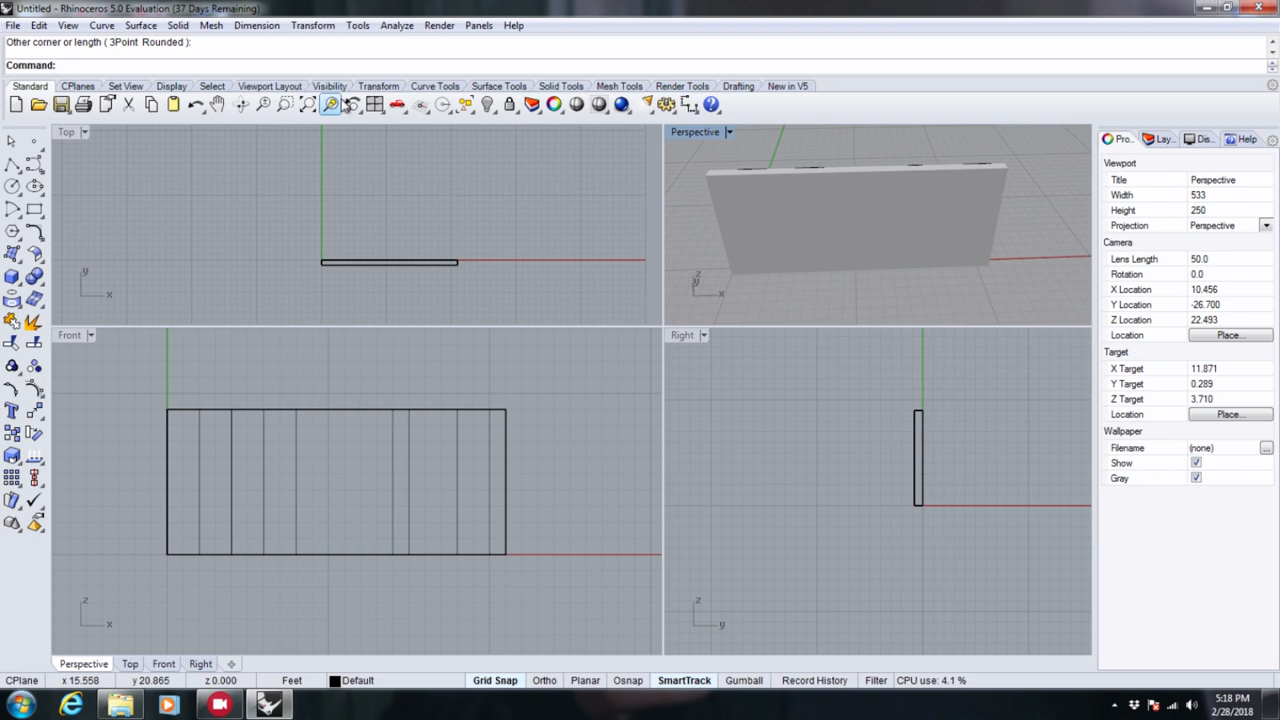 Untitled - Rhinoceros 5.0 Evaluation (37 Days Remaining)
File Edit View Curve Surface Solid Mesh Dimension Transform Tools Analyze Render Panels Help
Other corner or length ( 3Point Rounded ):
Command:
Standard CPlanes Set View Display Select Viewport Layout Visibility Transform Curve Tools Surface Tools Solid Tools Mesh Tools Render Tools Drafting New in V5
Top
Perspective
y
x
z
y
x
Front
Right
z
x
z
y
Pro... Lay... Dis... Help
Viewport
Title Perspective
Width 533
Height 250
Projection Perspective
Camera
Lens Length 50.0
Rotation 0.0
X Location 10.456
Y Location -26.700
Z Location 22.493
Location Place...
Target
X Target 11.871
Y Target 0.289
Z Target 3.710
Location Place...
Wallpaper
Filename (none) ...
Show
Gray
Perspective Top Front Right
CPlane x 15.558 y 20.865 z 0.000 Feet Default Grid Snap Ortho Planar Osnap SmartTrack Gumball Record History Filter CPU use: 4.1 %
5:18 PM
2/28/2018